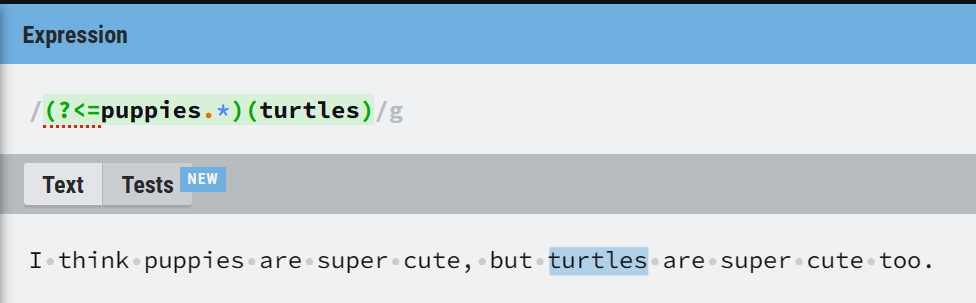 Expression
/(?<=puppies.*)(turtles)/g
Text Tests NEW
I think puppies are super cute, but turtles are super cute too.